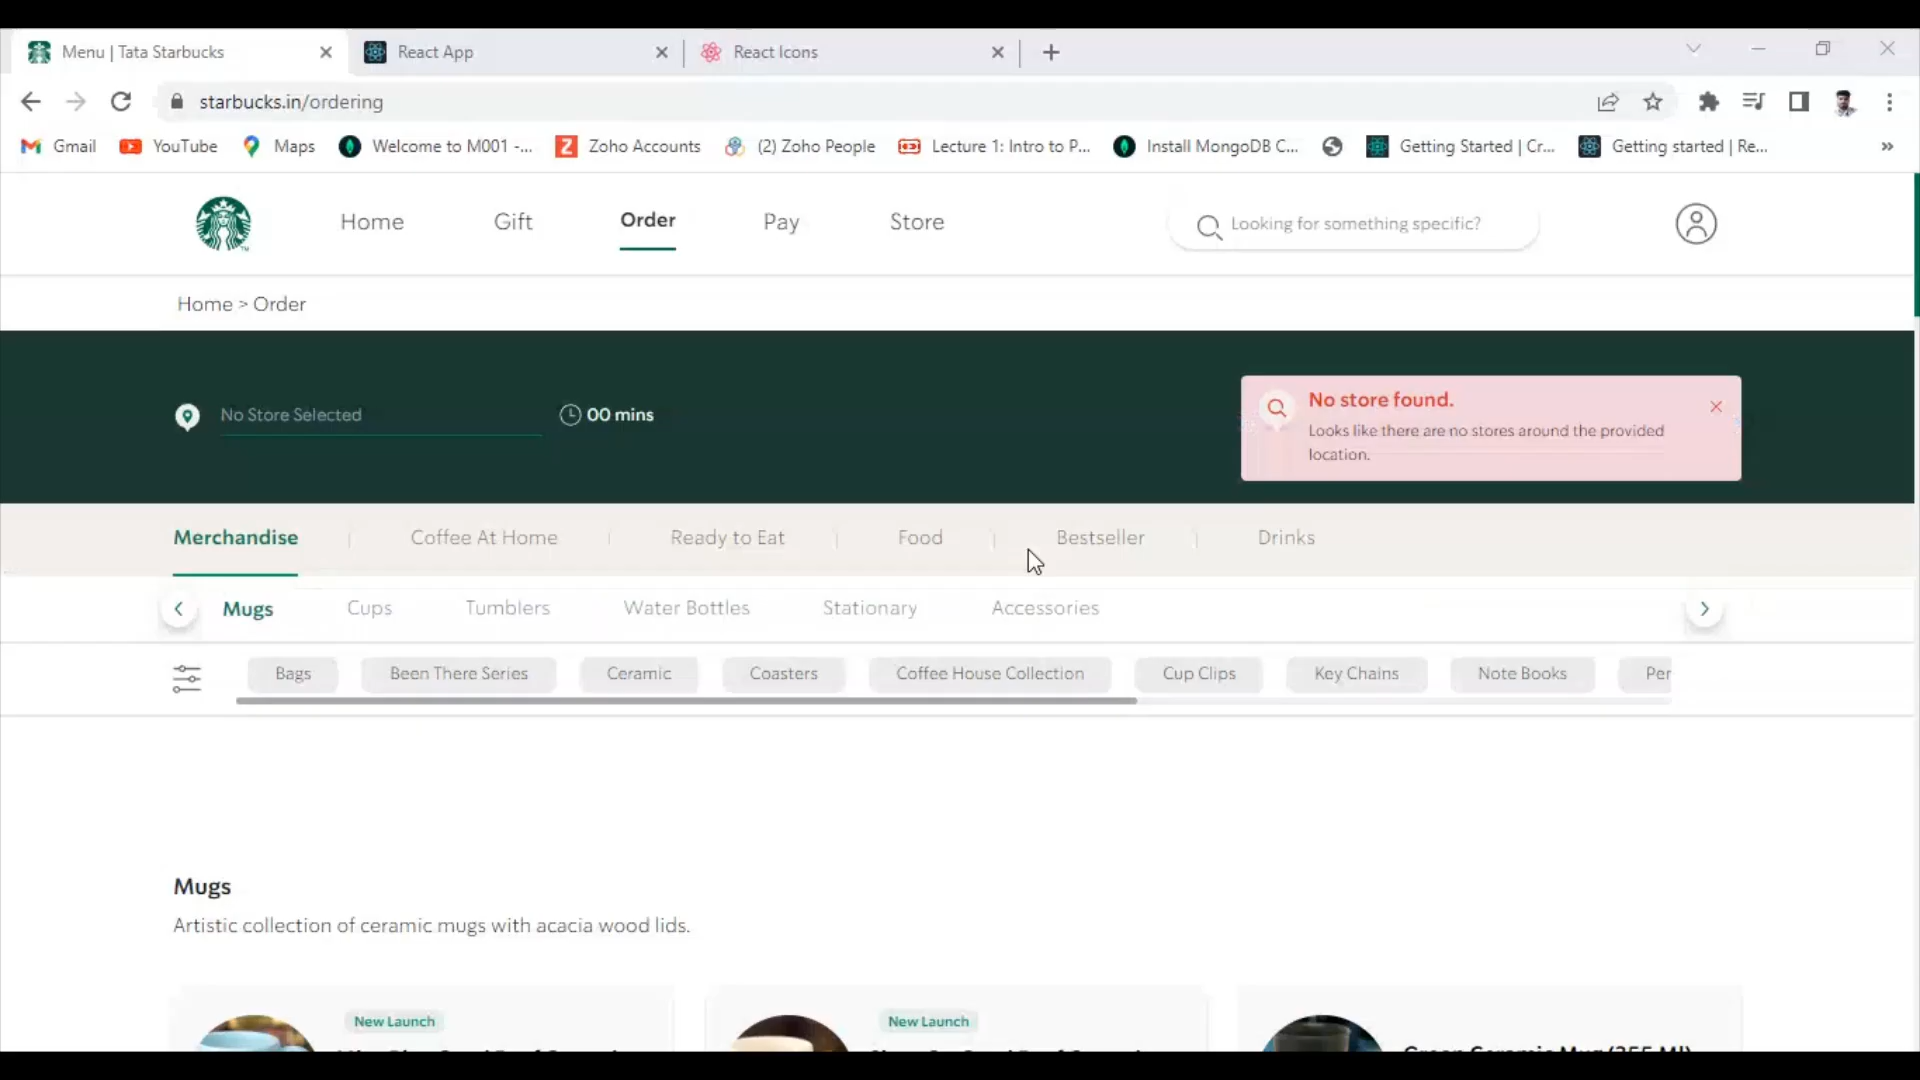 Menu | Tata Starbucks
React App
React Icons
starbucks.in/ordering
Gmail
YouTube
Maps
Welcome to M001 -...
Zoho Accounts
(2) Zoho People
Lecture 1: Intro to P...
Install MongoDB C...
Getting Started | Cr...
Getting started | Re...
»
Home
Gift
Order
Pay
Store
Looking for something specific?
Home > Order
No Store Selected
00 mins
No store found.
Looks like there are no stores around the provided
location.
Merchandise
Coffee At Home
Ready to Eat
Food
Bestseller
Drinks
Mugs
Cups
Tumblers
Water Bottles
Stationary
Accessories
Bags
Been There Series
Ceramic
Coasters
Coffee House Collection
Cup Clips
Key Chains
Note Books
Per
Mugs
Artistic collection of ceramic mugs with acacia wood lids.
New Launch
New Launch
Green Ceramic Mug (355 Ml)